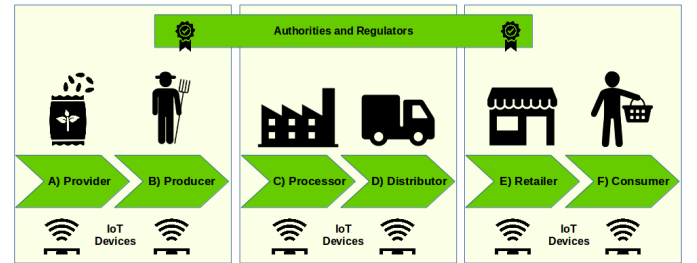 Authorities and Regulators
A) Provider
B) Producer
C) Processor
D) Distributor
E) Retailer
F) Consumer
IoT
Devices
IoT
Devices
IoT
Devices